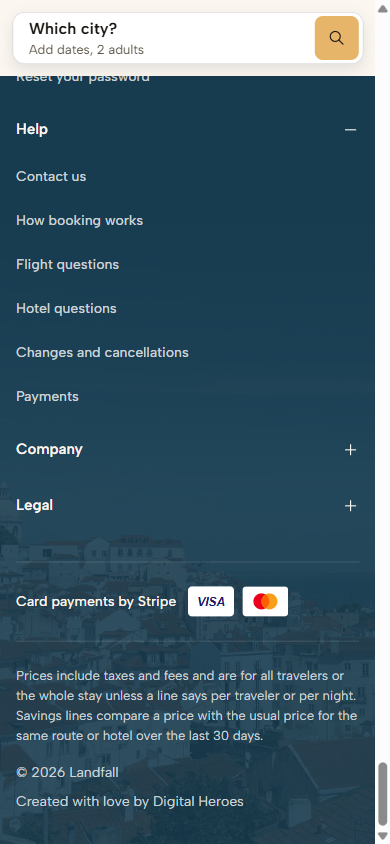 Which city?
Add dates, 2 adults
Reset your password
Help
Contact us
How booking works
Flight questions
Hotel questions
Changes and cancellations
Payments
Company
Legal
Card payments by Stripe VISA
Prices include taxes and fees and are for all travelers or
the whole stay unless a line says per traveler or per night.
Savings lines compare a price with the usual price for the
same route or hotel over the last 30 days.
© 2026 Landfall
Created with love by Digital Heroes